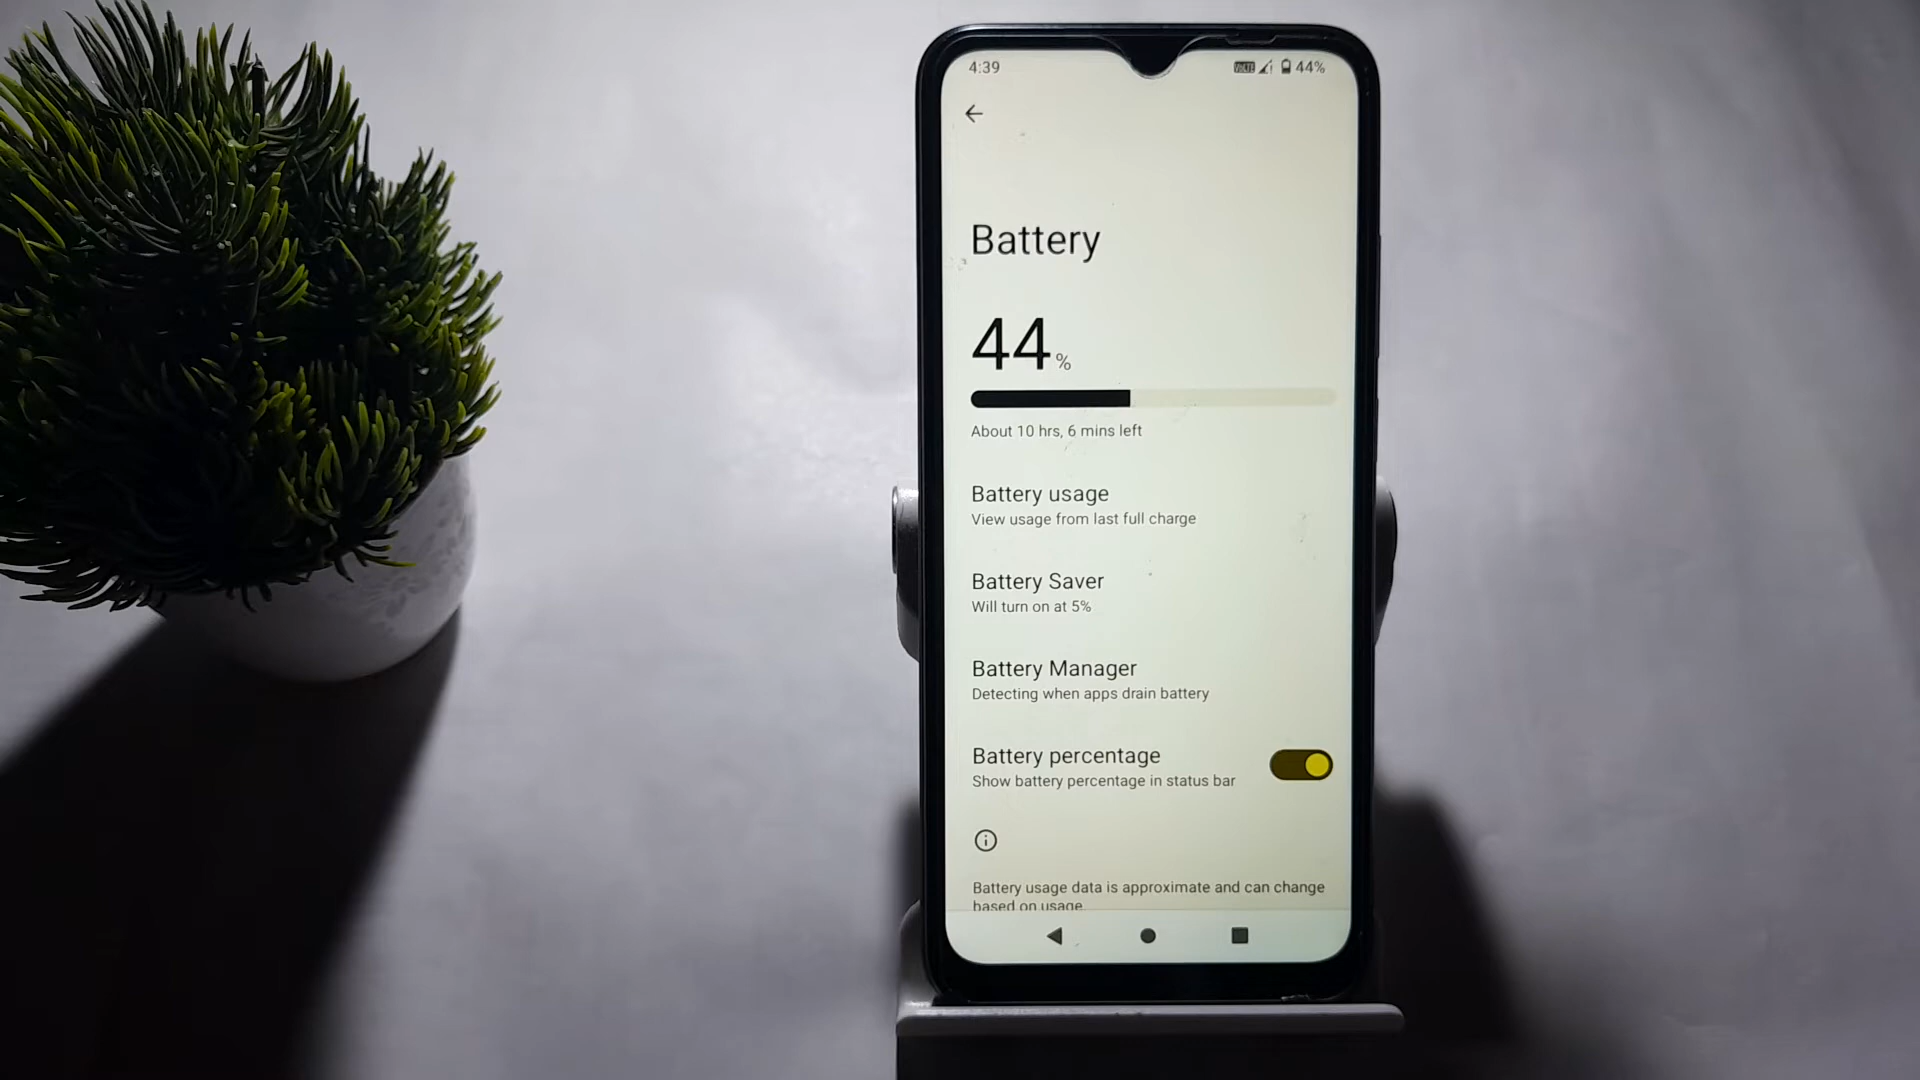 4:39
VoLTE 44%
Battery
44%
About 10 hrs, 6 mins left
Battery usage
View usage from last full charge
Battery Saver
Will turn on at 5%
Battery Manager
Detecting when apps drain battery
Battery percentage
Show battery percentage in status bar
Battery usage data is approximate and can change
based on usage.